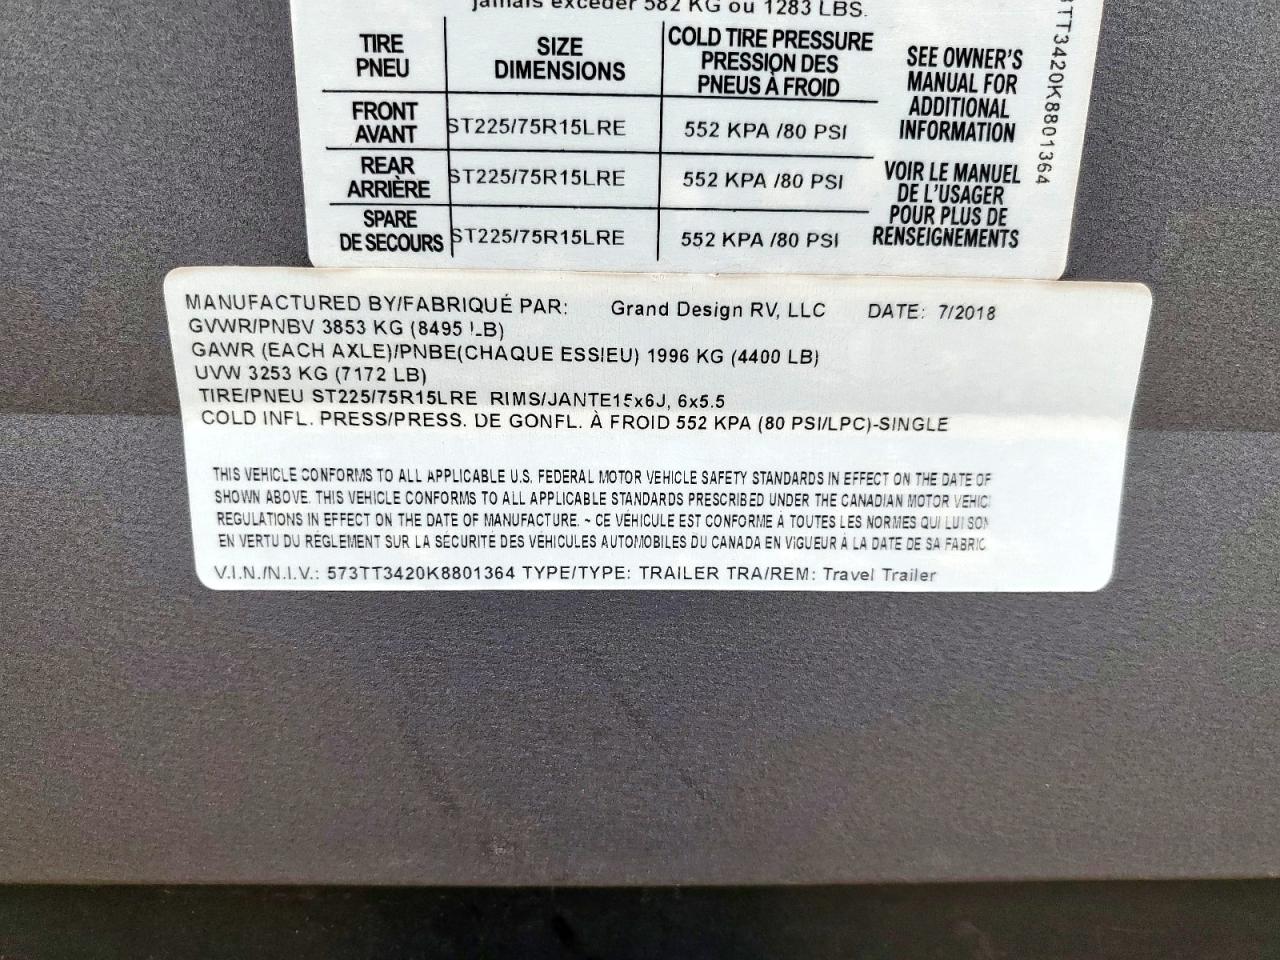 jamais excéder 582 KG ou 1283 LBS.
TIRE
PNEU
SIZE
DIMENSIONS
COLD TIRE PRESSURE
PRESSION DES
PNEUS À FROID
SEE OWNER'S
MANUAL FOR
ADDITIONAL
INFORMATION
FRONT
AVANT
ST225/75R15LRE
552 KPA /80 PSI
REAR
ARRIÈRE
ST225/75R15LRE
552 KPA /80 PSI
VOIR LE MANUEL
DE L'USAGER
POUR PLUS DE
RENSEIGNEMENTS
SPARE
DE SECOURS
ST225/75R15LRE
552 KPA /80 PSI
TT3420K8801364
MANUFACTURED BY/FABRIQUÉ PAR: Grand Design RV, LLC DATE: 7/2018
GVWR/PNBV 3853 KG (8495 LB)
GAWR (EACH AXLE)/PNBE(CHAQUE ESSIEU) 1996 KG (4400 LB)
UVW 3253 KG (7172 LB)
TIRE/PNEU ST225/75R15LRE RIMS/JANTE15x6J, 6x5.5
COLD INFL. PRESS/PRESS. DE GONFL. À FROID 552 KPA (80 PSI/LPC)-SINGLE
THIS VEHICLE CONFORMS TO ALL APPLICABLE U.S. FEDERAL MOTOR VEHICLE SAFETY STANDARDS IN EFFECT ON THE DATE OF
SHOWN ABOVE. THIS VEHICLE CONFORMS TO ALL APPLICABLE STANDARDS PRESCRIBED UNDER THE CANADIAN MOTOR VEHIC
REGULATIONS IN EFFECT ON THE DATE OF MANUFACTURE. ~ CE VÉHICULE EST CONFORME À TOUTES LES NORMES QUI LUI SON
EN VERTU DU RÈGLEMENT SUR LA SÉCURITÉ DES VÉHICULES AUTOMOBILES DU CANADA EN VIGUEUR À LA DATE DE SA FABRIC
V.I.N./N.I.V.: 573TT3420K8801364 TYPE/TYPE: TRAILER TRA/REM: Travel Trailer